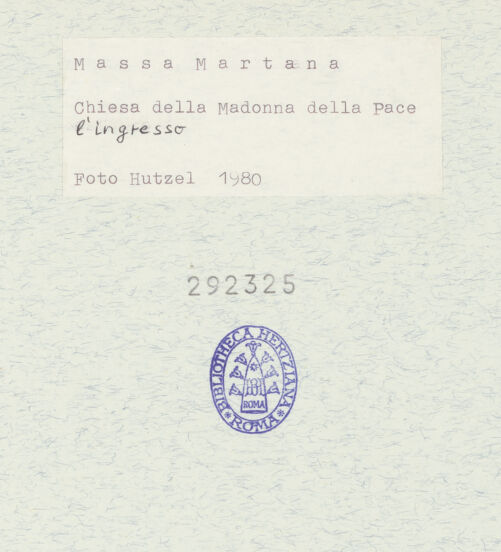 Massa Martana
Chiesa della Madonna della Pace
l'ingresso
Foto Hutzel 1980
292325
BIBLIOTHECA HERTZIANA
ROMA
* ROMA *